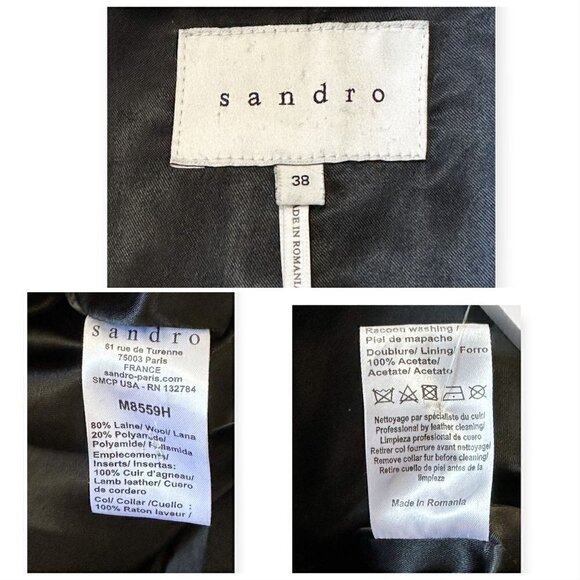 sandro
38
MADE IN ROMANIA
sandro
61 rue de Turenne
75003 Paris
FRANCE
sandro-paris.com
SMCP USA - RN 132784
M8559H
80% Laine/ Wool/ Lana
20% Polyamide/
Polyamide/ Poliamida
Empiecements/
Inserts/ Insertas:
100% Cuir d'agneau/
Lamb leather/ Cuero
de cordero
Col/ Collar /Cuello :
100% Raton laveur /
Racoon washing/
Piel de mapache
Doublure/ Lining/ Forro
100% Acetate/
Acetate/ Acetato
Nettoyage par spécialiste du cuir/
Professional by leather cleaning/
Limpieza profesional de cuero
Retirer col fourrure avant nettoyage/
Remove collar fur before cleaning/
Retire cuello de piel antes de la
limpieza
Made In Romania